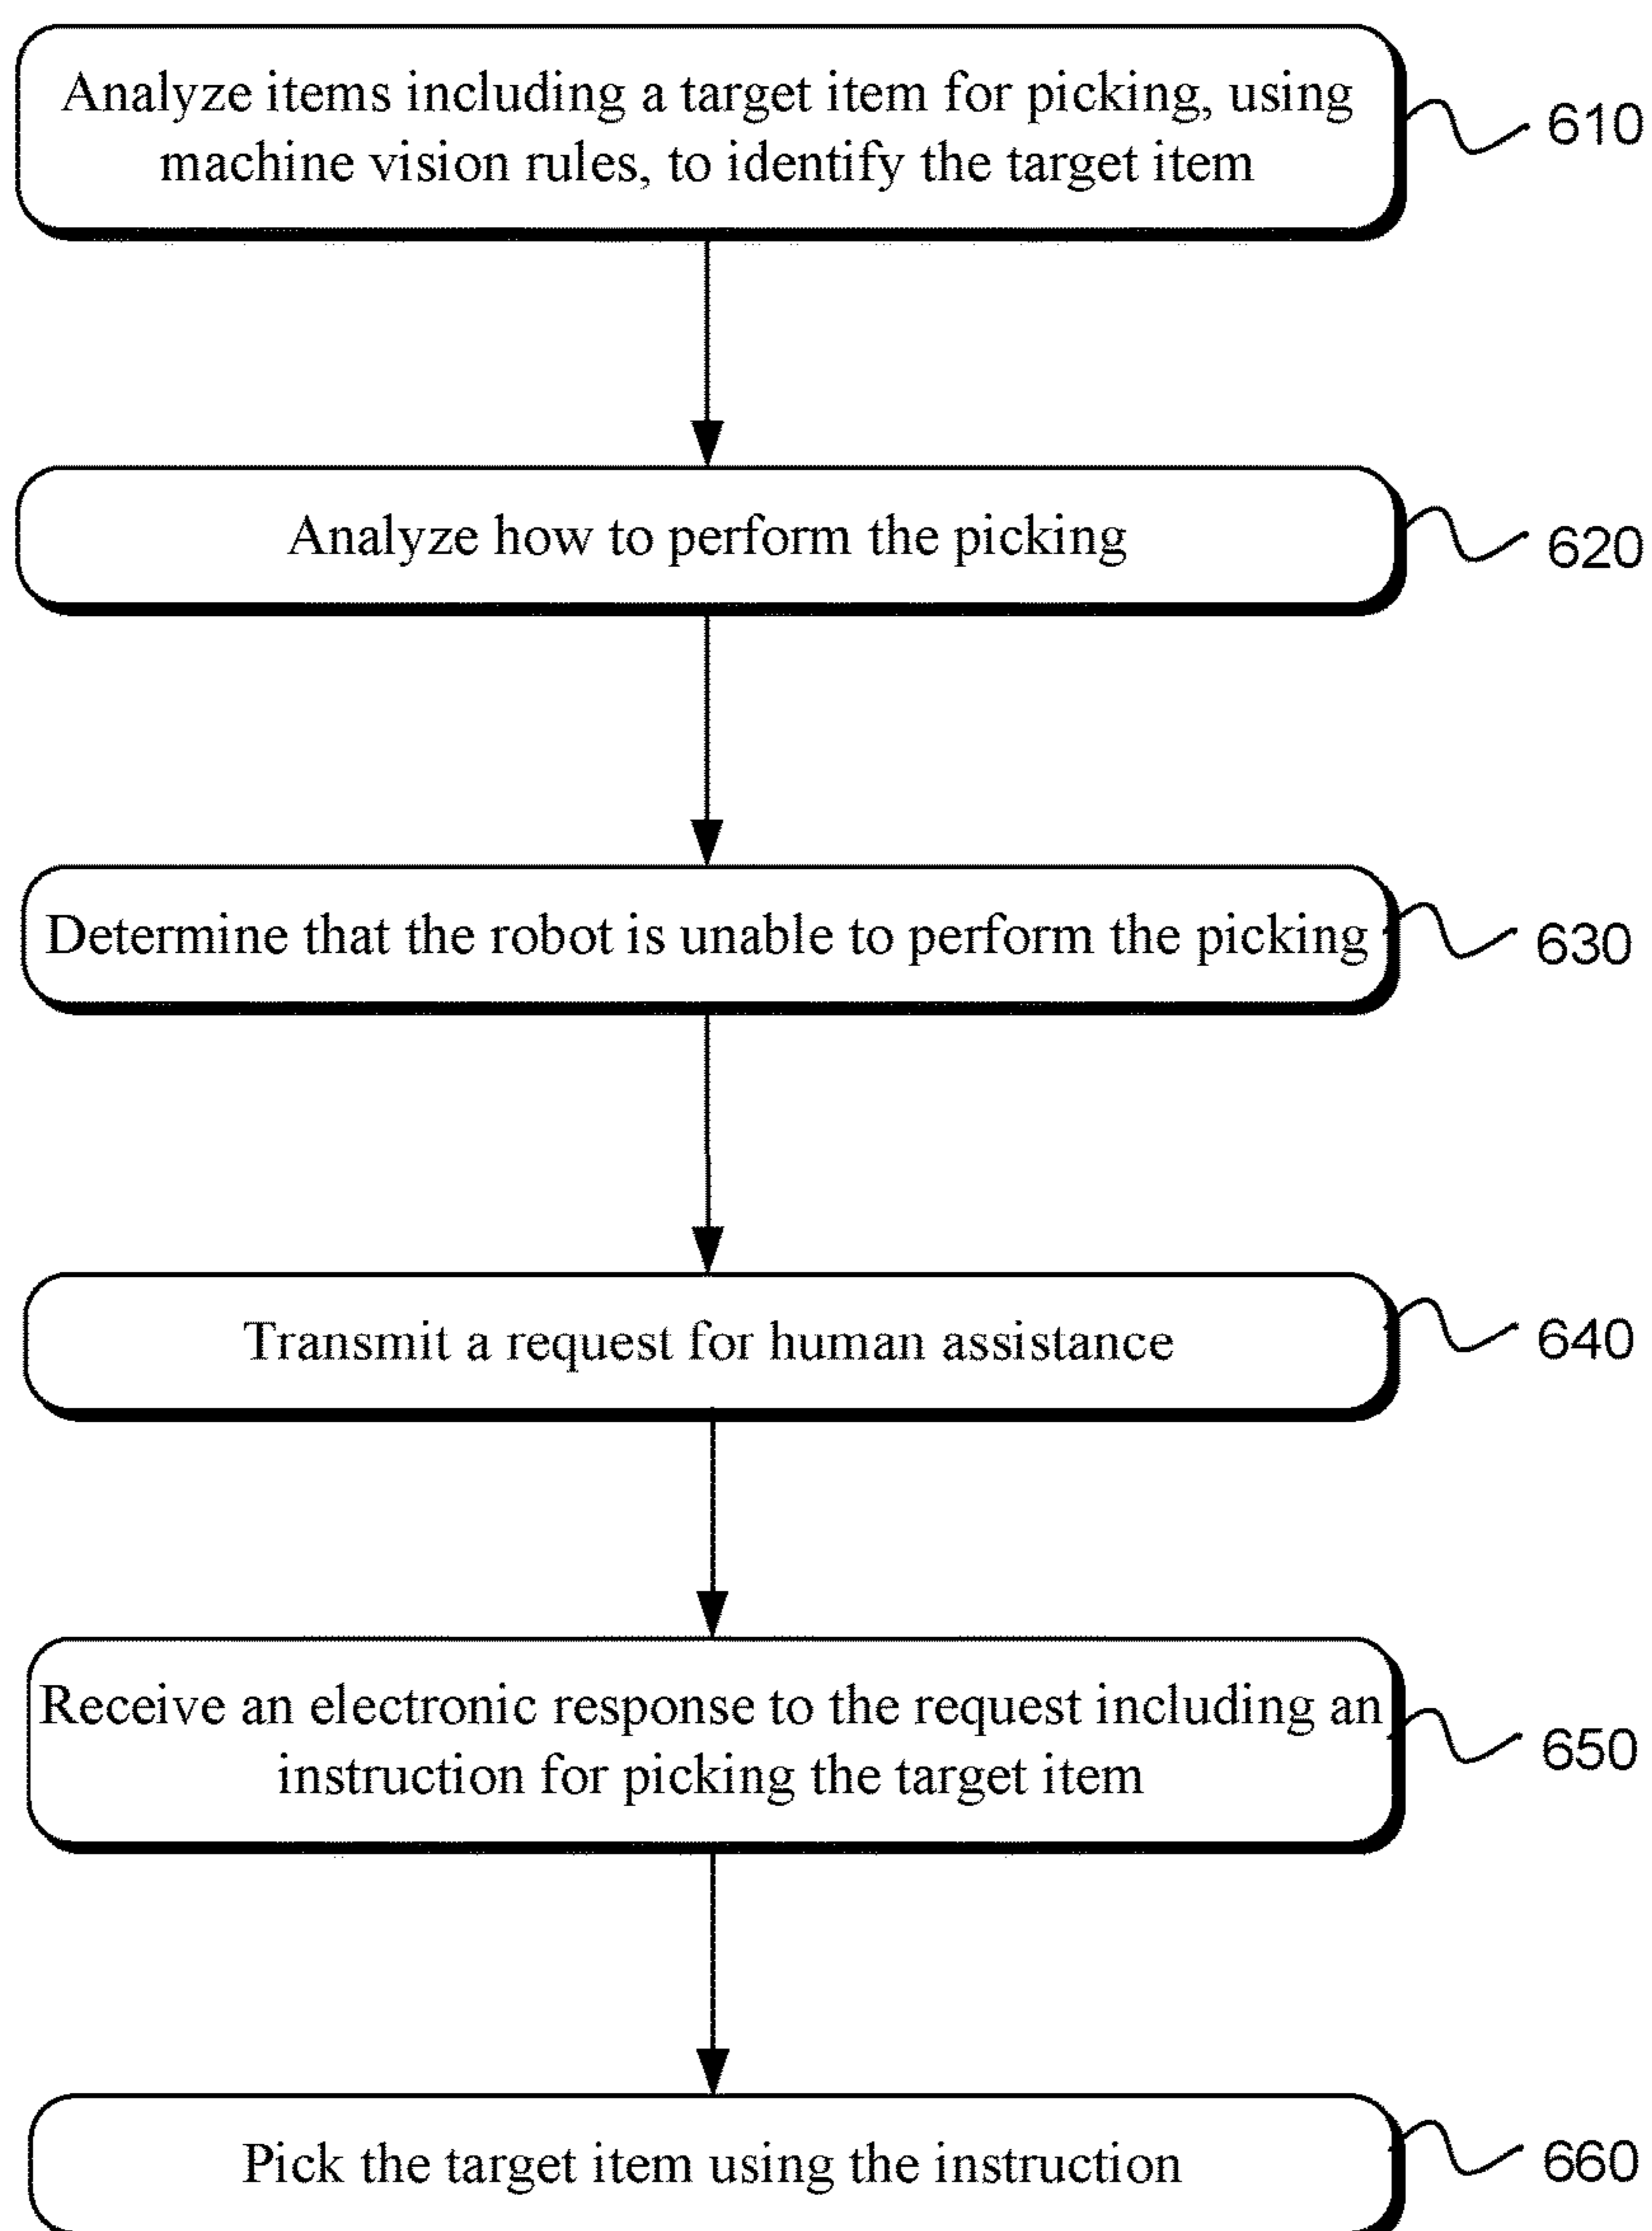 Analyze items including a target item for picking, using
machine vision rules, to identify the target item
610
Analyze how to perform the picking
620
Determine that the robot is unable to perform the picking
630
Transmit a request for human assistance
640
Receive an electronic response to the request including an
instruction for picking the target item
650
Pick the target item using the instruction
660